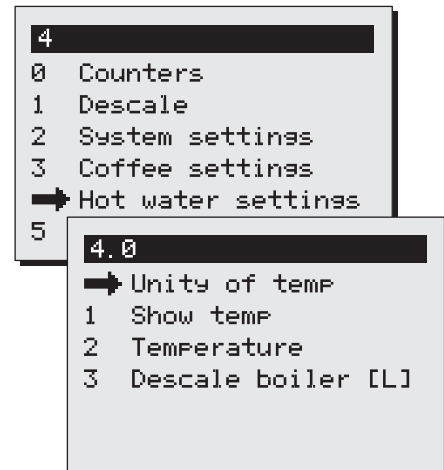 4
0 Counters
1 Descale
2 System settings
3 Coffee settings
Hot water settings
5
4.0
Unity of temp
1 Show temp
2 Temperature
3 Descale boiler [L]